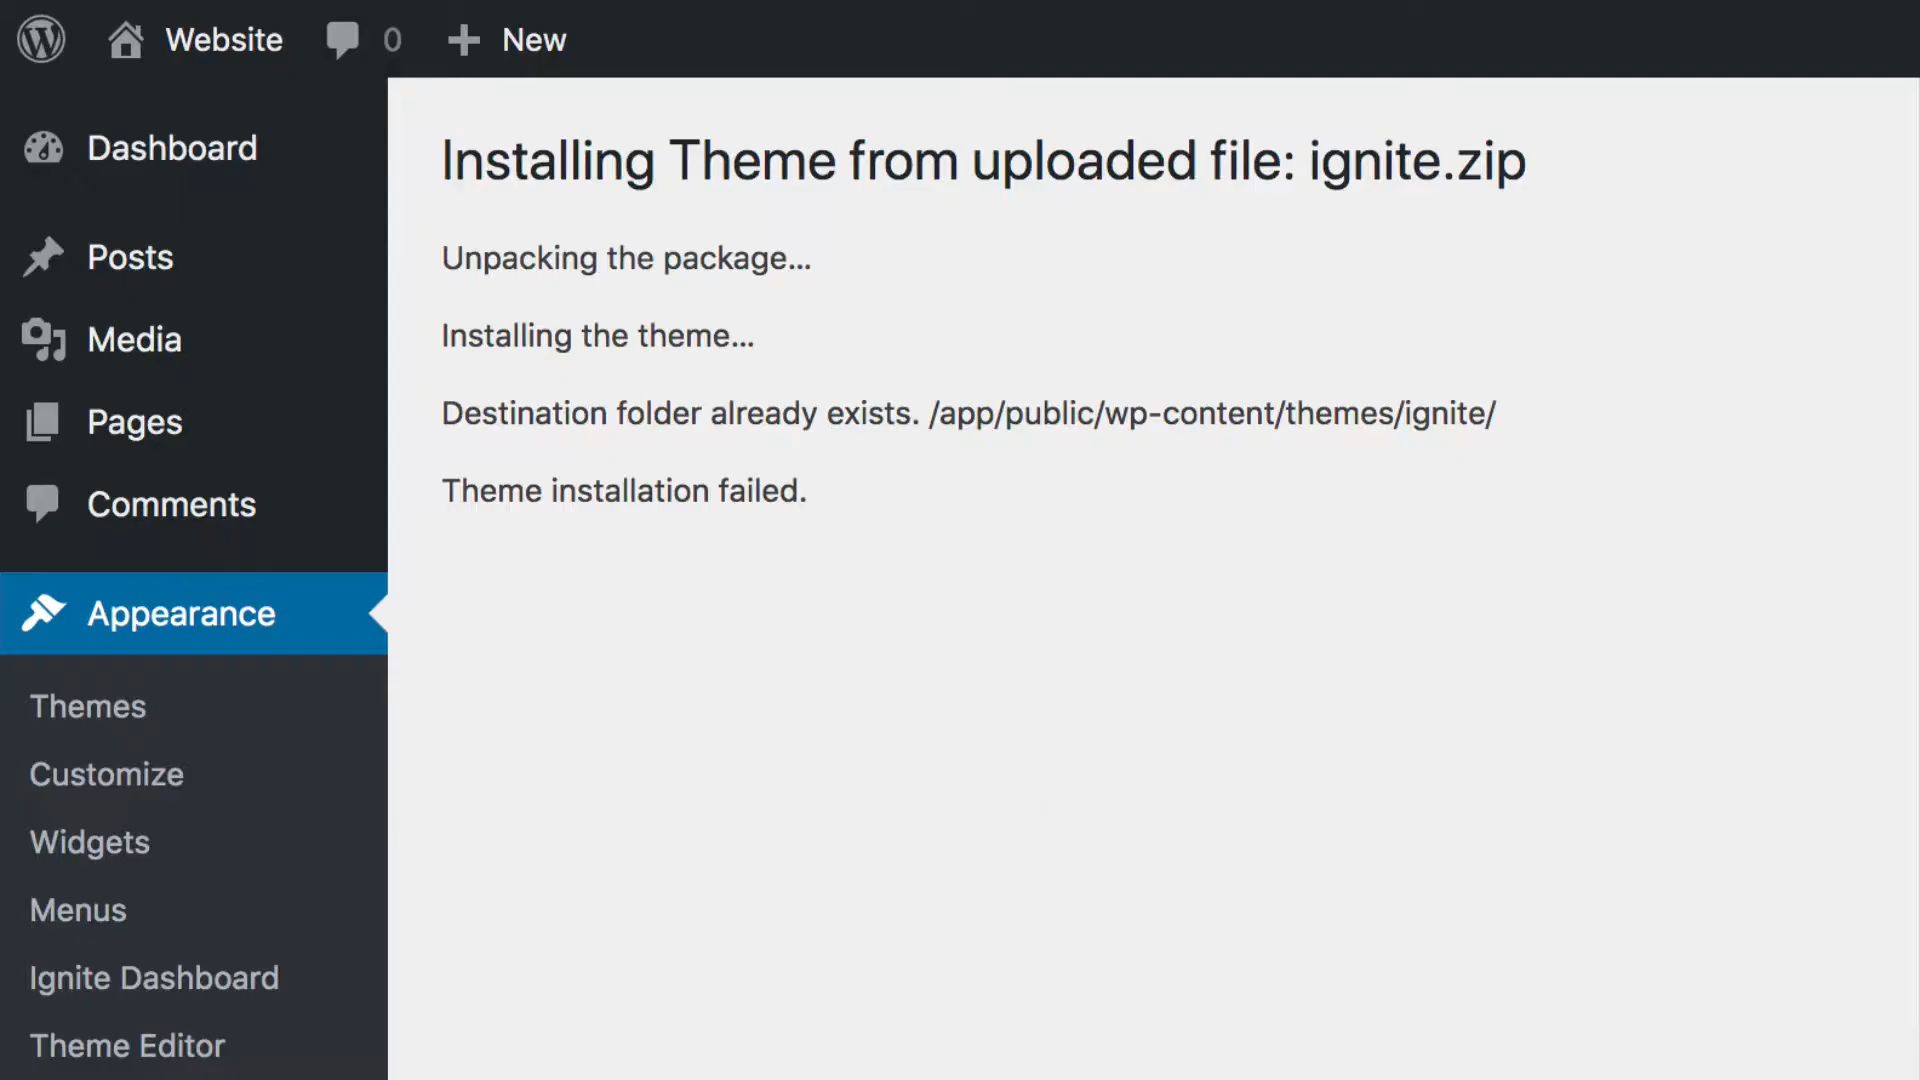 Website 0 New
Dashboard
Posts
Media
Pages
Comments
Appearance
Themes
Customize
Widgets
Menus
Ignite Dashboard
Theme Editor
Installing Theme from uploaded file: ignite.zip
Unpacking the package…
Installing the theme…
Destination folder already exists. /app/public/wp-content/themes/ignite/
Theme installation failed.